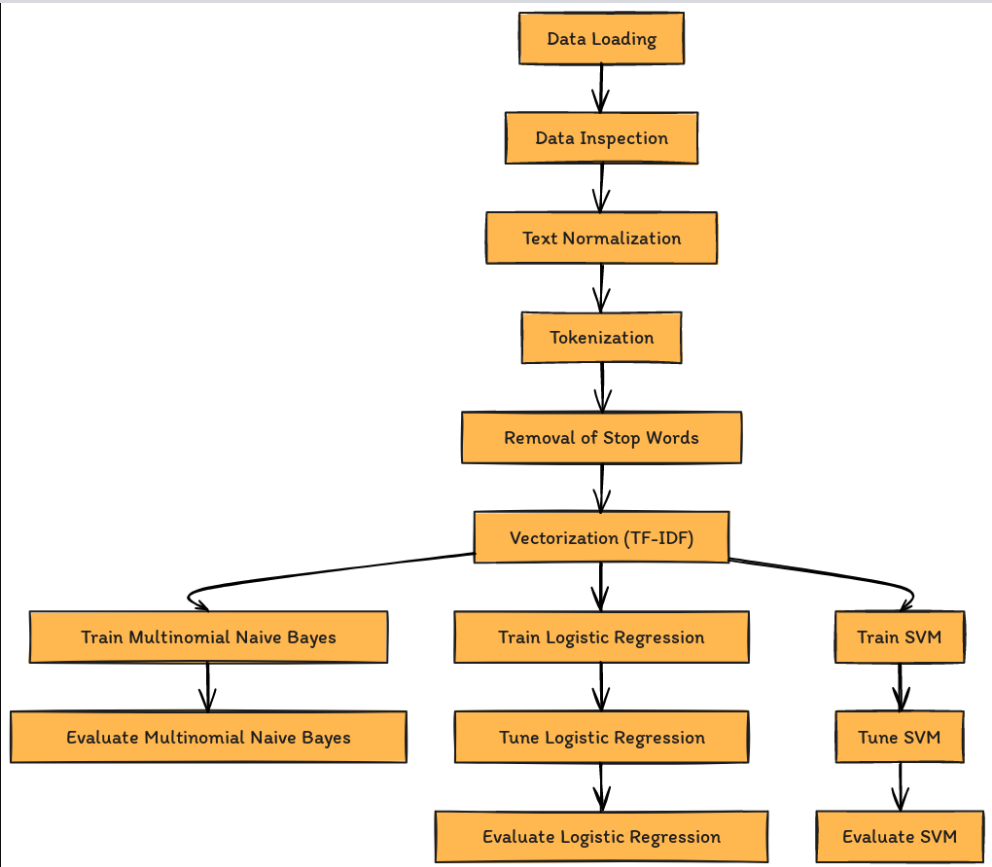 Data Loading
Data Inspection
Text Normalization
Tokenization
Removal of Stop Words
Vectorization (TF-IDF)
Train Multinomial Naive Bayes
Train Logistic Regression
Train SVM
Evaluate Multinomial Naive Bayes
Tune Logistic Regression
Tune SVM
Evaluate Logistic Regression
Evaluate SVM